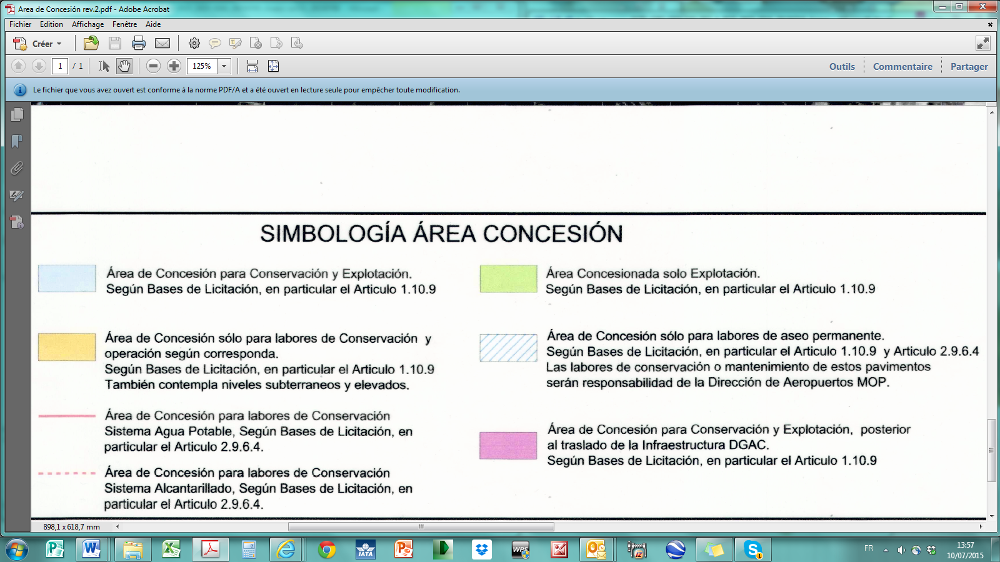 Area de Concesión rev.2.pdf - Adobe Acrobat
Fichier Edition Affichage Fenêtre Aide
Créer
1 / 1 125% Outils Commentaire Partager
Le fichier que vous avez ouvert est conforme à la norme PDF/A et a été ouvert en lecture seule pour empêcher toute modification.
SIMBOLOGÍA ÁREA CONCESIÓN
Área de Concesión para Conservación y Explotación.
Según Bases de Licitación, en particular el Articulo 1.10.9
Área de Concesión sólo para labores de Conservación y
operación según corresponda.
Según Bases de Licitación, en particular el Articulo 1.10.9
También contempla niveles subterraneos y elevados.
Área de Concesión para labores de Conservación
Sistema Agua Potable, Según Bases de Licitación, en
particular el Articulo 2.9.6.4.
Área de Concesión para labores de Conservación
Sistema Alcantarillado, Según Bases de Licitación, en
particular el Articulo 2.9.6.4.
Área Concesionada solo Explotación.
Según Bases de Licitación, en particular el Articulo 1.10.9
Área de Concesión sólo para labores de aseo permanente.
Según Bases de Licitación, en particular el Articulo 1.10.9 y Articulo 2.9.6.4
Las labores de conservación o mantenimiento de estos pavimentos
serán responsabilidad de la Dirección de Aeropuertos MOP.
Área de Concesión para Conservación y Explotación, posterior
al traslado de la Infraestructura DGAC.
Según Bases de Licitación, en particular el Articulo 1.10.9
898,1 x 618,7 mm
IATA
WPS
FR
13:57
10/07/2015